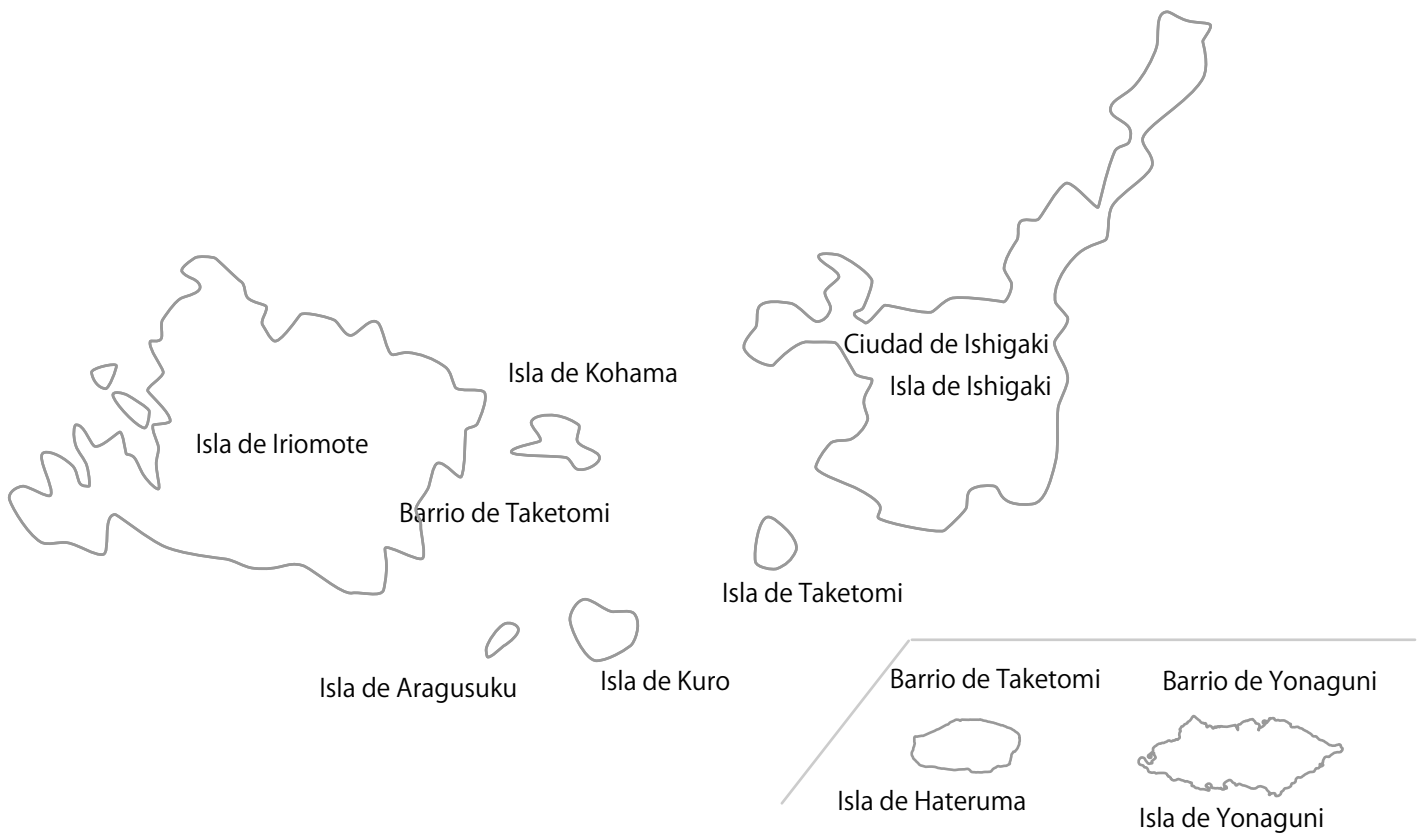 Ciudad de Ishigaki
Isla de Ishigaki
Isla de Kohama
Isla de Iriomote
Barrio de Taketomi
Isla de Taketomi
Isla de Aragusuku
Isla de Kuro
Barrio de Taketomi
Barrio de Yonaguni
Isla de Hateruma
Isla de Yonaguni